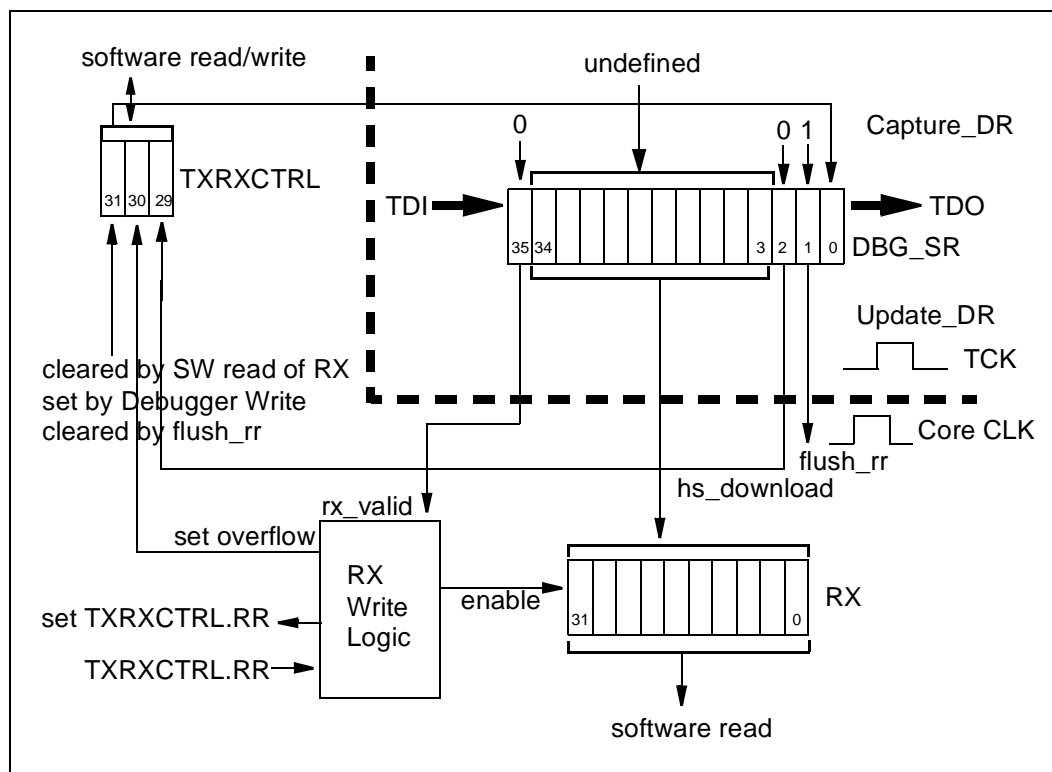 software read/write
undefined
0
0 1
Capture_DR
TXRXCTRL
31 30 29
TDI
TDO
35 34 3 2 1 0
DBG_SR
Update_DR
TCK
cleared by SW read of RX
set by Debugger Write
cleared by flush_rr
Core CLK
flush_rr
hs_download
rx_valid
set overflow
RX
Write
Logic
enable
31 0
RX
set TXRXCTRL.RR
TXRXCTRL.RR
software read